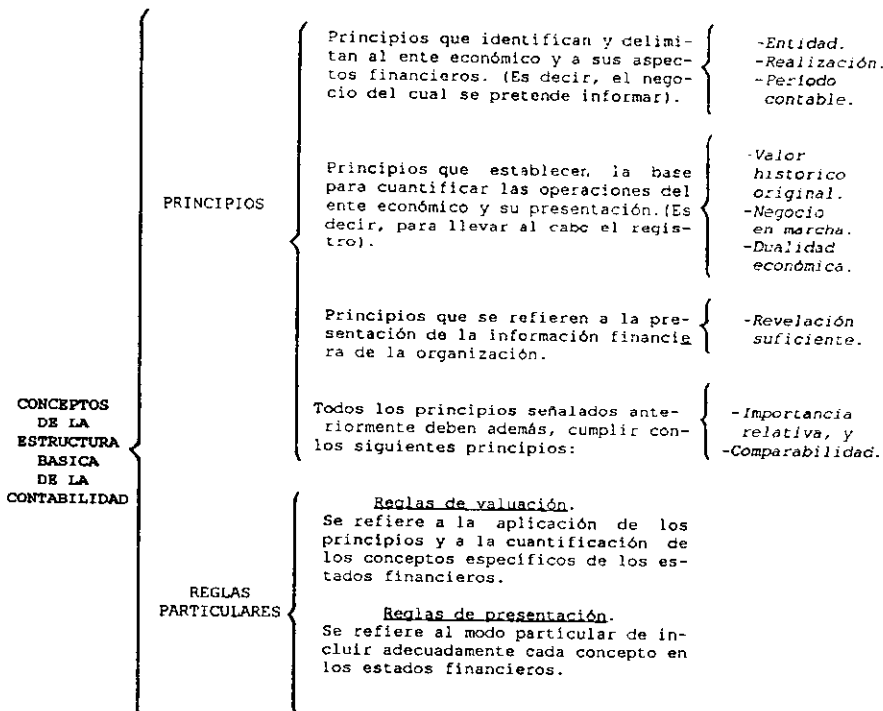 Principios que identifican y delimi-
tan al ente económico y a sus aspec-
tos financieros. (Es decir, el nego-
cio del cual se pretende informar).
-Entidad.
-Realización.
-Periodo
contable.
PRINCIPIOS
Principios que establecen la base
para cuantificar las operaciones del
ente económico y su presentación.(Es
decir, para llevar al cabo el regis-
tro).
-Valor
historico
original.
-Negocio
en marcha.
-Dualidad
económica.
Principios que se refieren a la pre-
sentación de la información financie
ra de la organización.
-Revelación
suficiente.
Todos los principios señalados ante-
riormente deben además, cumplir con-
los siguientes principios:
-Importancia
relativa, y
-Comparabilidad.
CONCEPTOS
DE LA
ESTRUCTURA
BASICA
DE LA
CONTABILIDAD
REGLAS
PARTICULARES
Reglas de valuación.
Se refiere a la aplicación de los
principios y a la cuantificación de
los conceptos específicos de los es-
tados financieros.
Reglas de presentación.
Se refiere al modo particular de in-
cluir adecuadamente cada concepto en
los estados financieros.